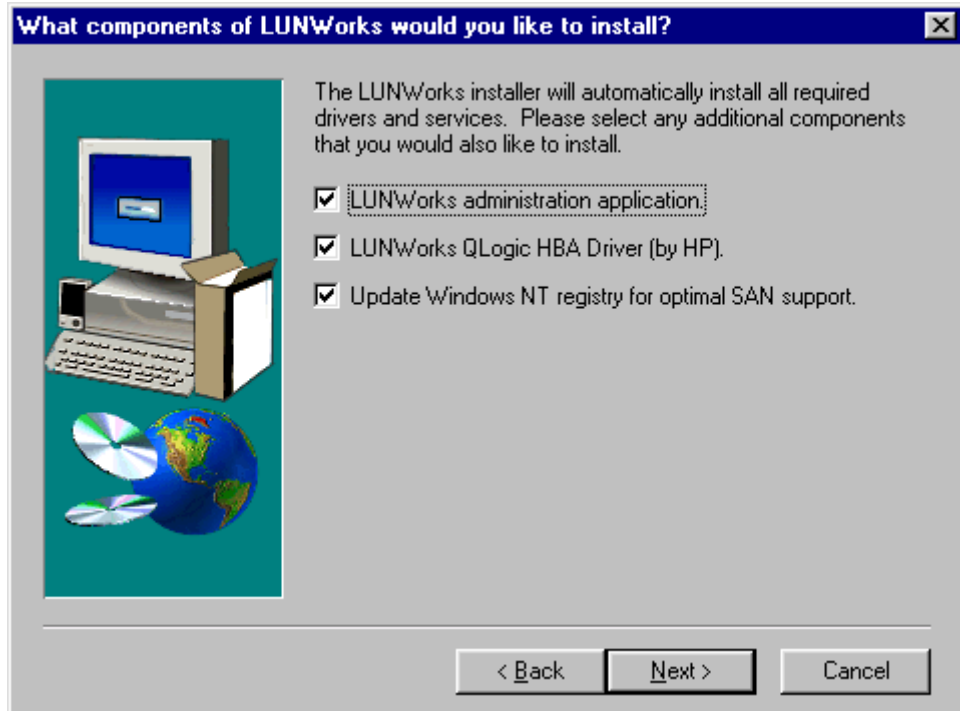 What components of LUNWorks would you like to install?
The LUNWorks installer will automatically install all required
drivers and services.  Please select any additional components
that you would also like to install.
LUNWorks administration application.
LUNWorks QLogic HBA Driver (by HP).
Update Windows NT registry for optimal SAN support.
< Back
Next >
Cancel